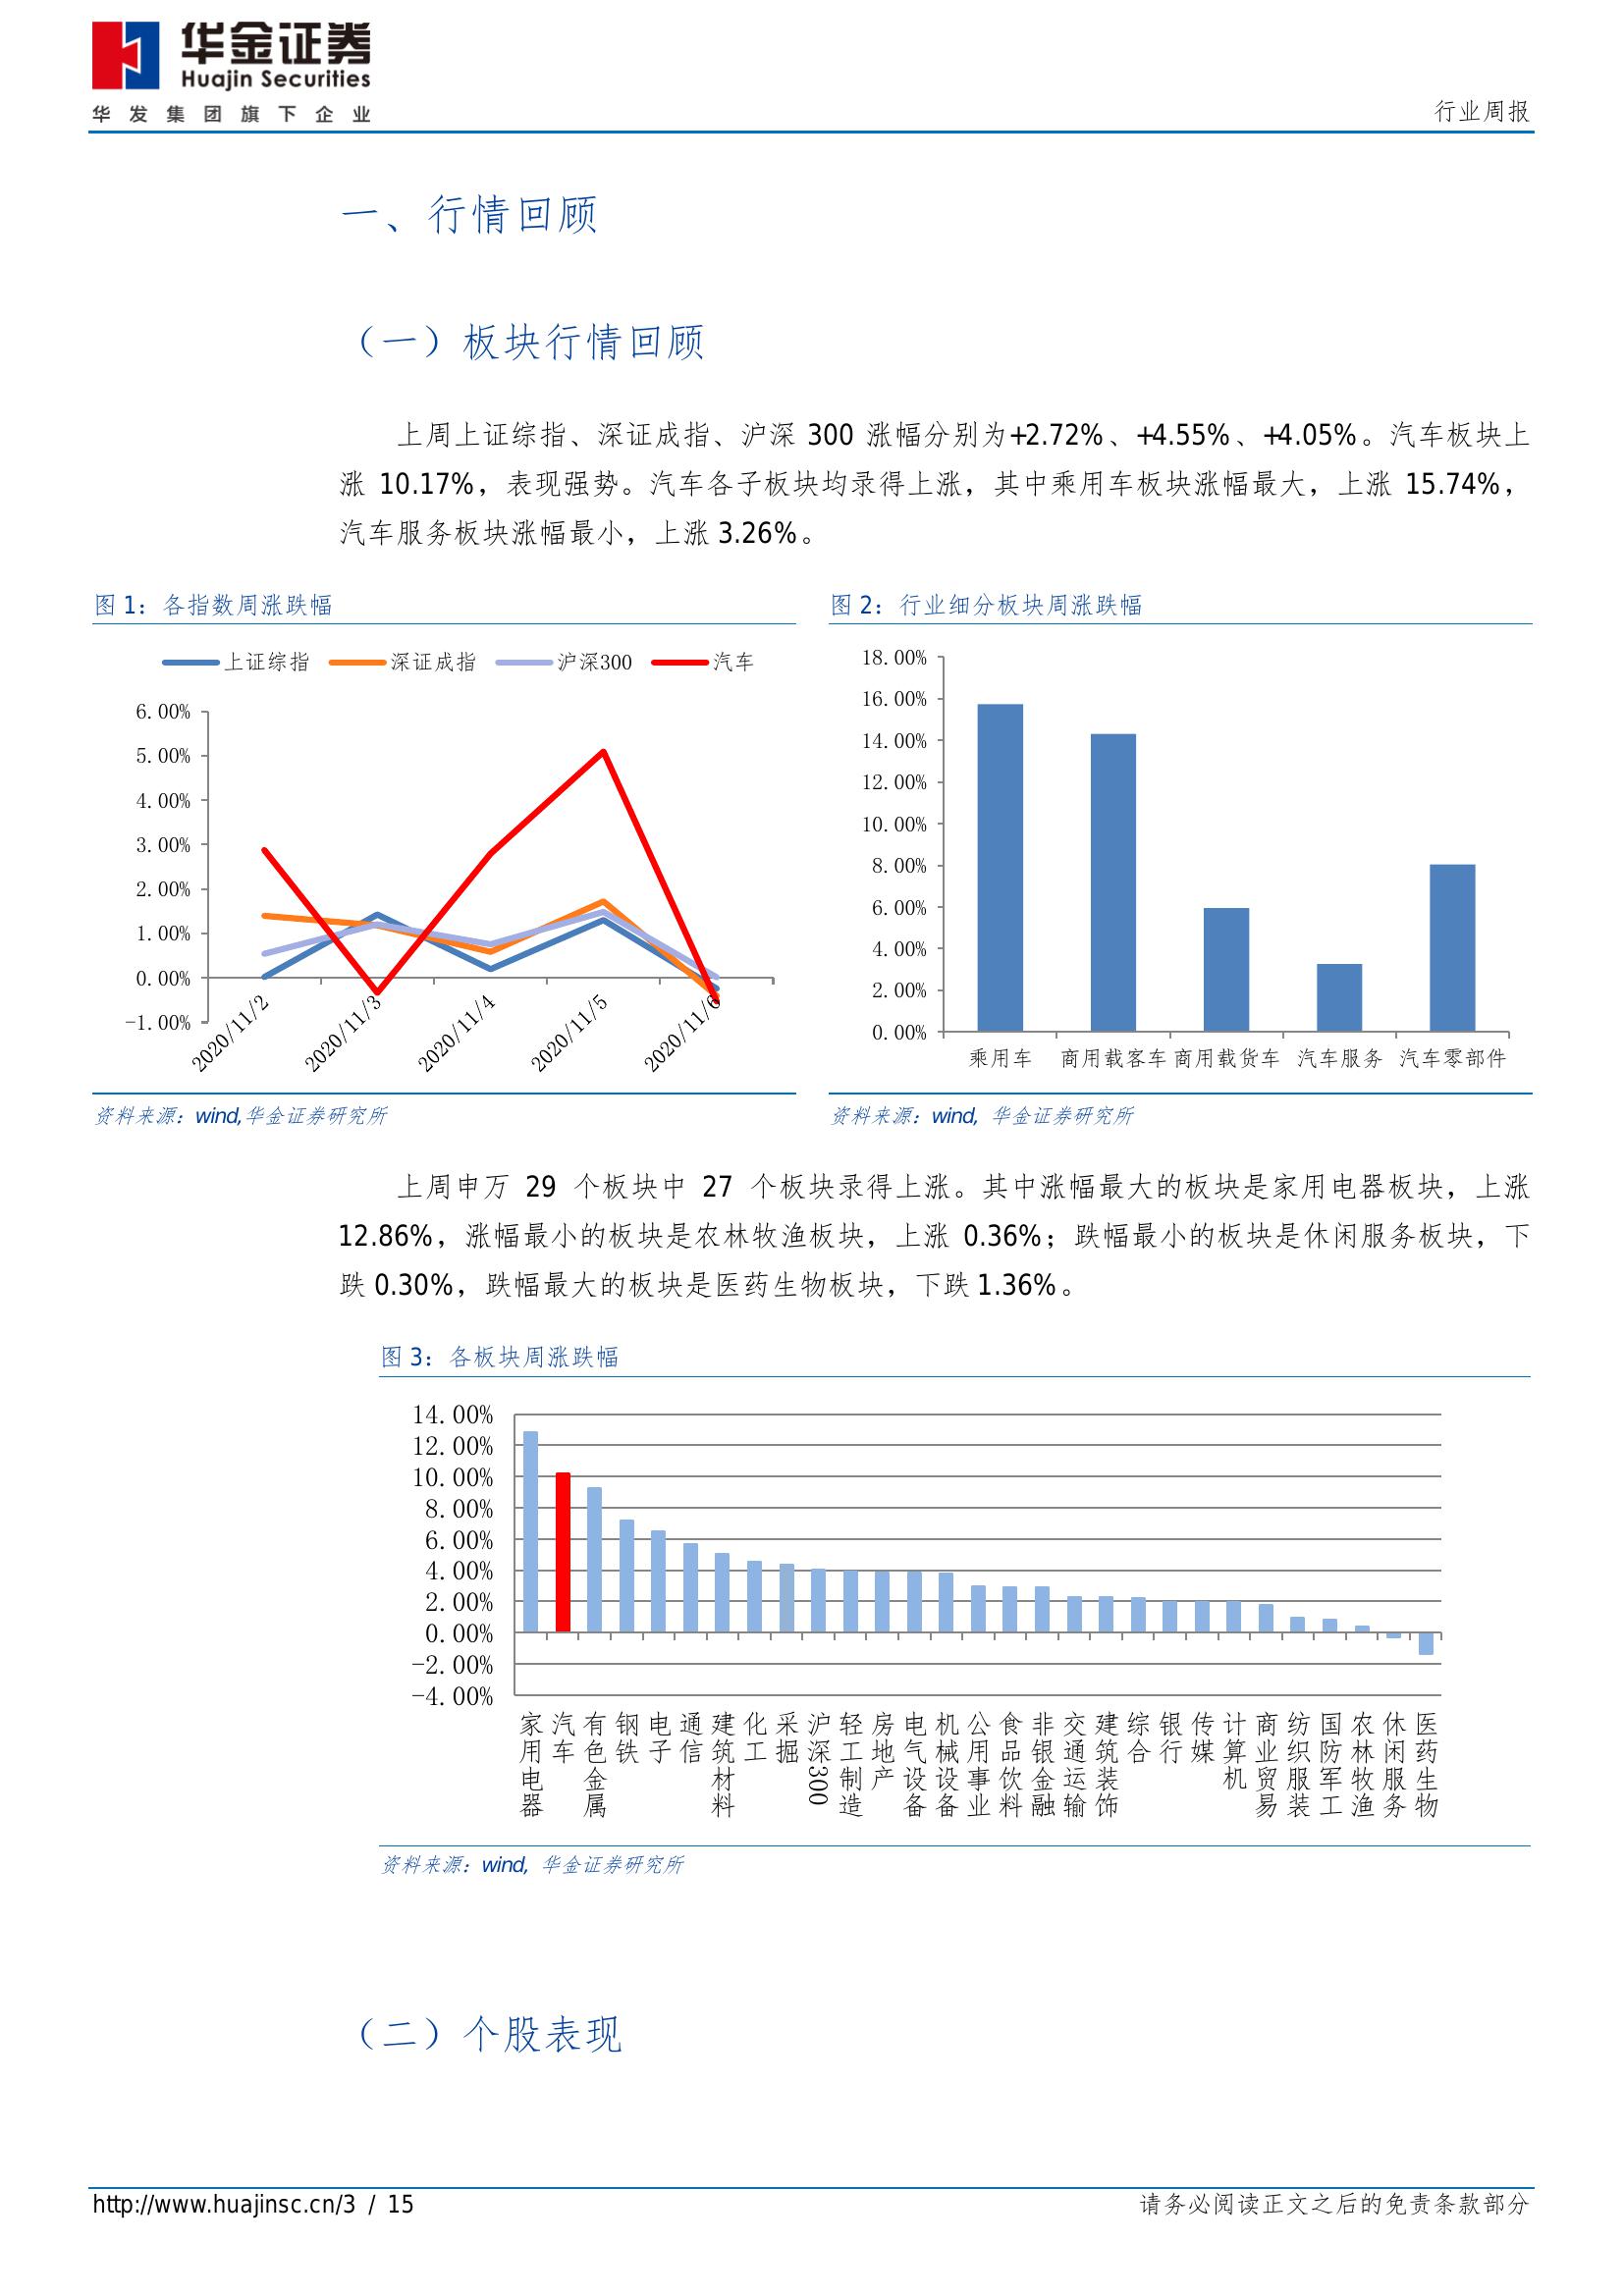 华金证券
Huajin Securities
华发集团旗下企业
行业周报
一、行情回顾
（一）板块行情回顾
上周上证综指、深证成指、沪深 300 涨幅分别为+2.72%、+4.55%、+4.05%。汽车板块上
涨 10.17%，表现强势。汽车各子板块均录得上涨，其中乘用车板块涨幅最大，上涨 15.74%，
汽车服务板块涨幅最小，上涨 3.26%。
图 1：各指数周涨跌幅
上证综指 深证成指 沪深300 汽车
6.00%
5.00%
4.00%
3.00%
2.00%
1.00%
0.00%
-1.00%
2020/11/2 2020/11/3 2020/11/4 2020/11/5 2020/11/6
资料来源：wind,华金证券研究所
图 2：行业细分板块周涨跌幅
18.00%
16.00%
14.00%
12.00%
10.00%
8.00%
6.00%
4.00%
2.00%
0.00%
乘用车 商用载客车 商用载货车 汽车服务 汽车零部件
资料来源：wind, 华金证券研究所
上周申万 29 个板块中 27 个板块录得上涨。其中涨幅最大的板块是家用电器板块，上涨
12.86%，涨幅最小的板块是农林牧渔板块，上涨 0.36%；跌幅最小的板块是休闲服务板块，下
跌 0.30%，跌幅最大的板块是医药生物板块，下跌 1.36%。
图 3：各板块周涨跌幅
14.00%
12.00%
10.00%
8.00%
6.00%
4.00%
2.00%
0.00%
-2.00%
-4.00%
家用电器 汽车 有色金属 钢铁 电子 通信 建筑材料 化工 采掘 沪深300 轻工制造 房地产 电气设备 机械设备 公用事业 食品饮料 非银金融 交通运输 建筑装饰 综合 银行 传媒 计算机 商业贸易 纺织服装 国防军工 农林牧渔 休闲服务 医药生物
资料来源：wind, 华金证券研究所
（二）个股表现
http://www.huajinsc.cn/3 / 15
请务必阅读正文之后的免责条款部分